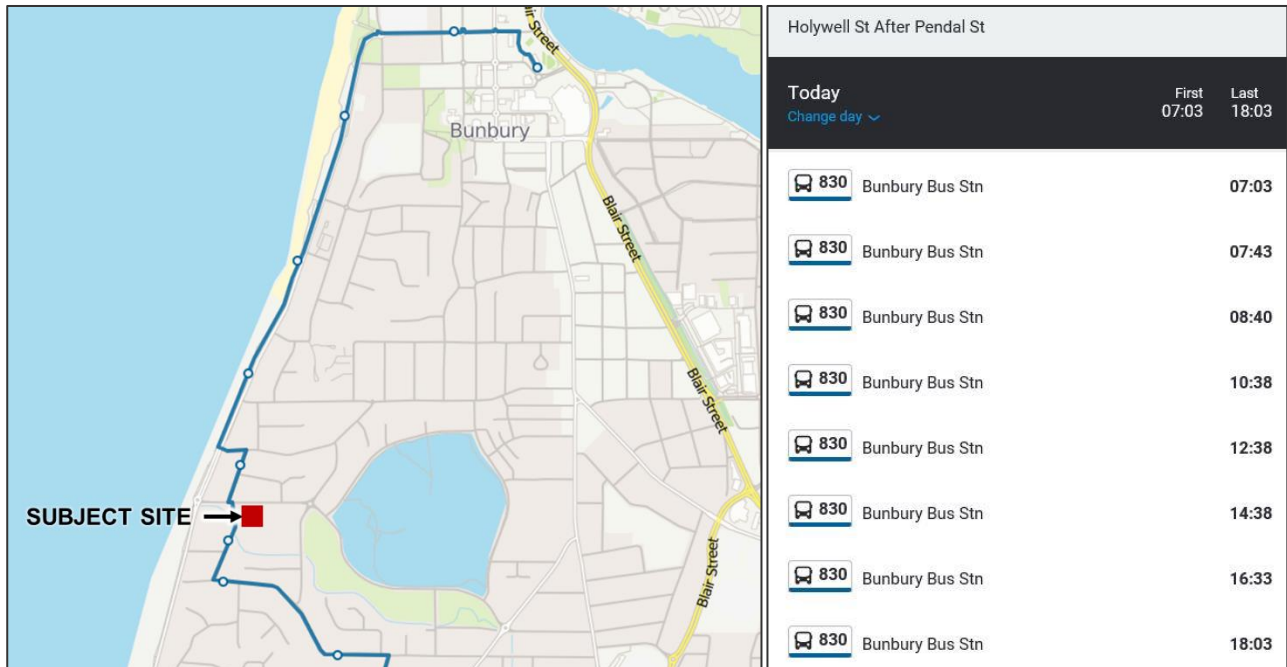 Blair Street
Bunbury
Blair Street
Blair Street
SUBJECT SITE
Blair Street
Holywell St After Pendal St
Today First Last
Change day 07:03 18:03
830 Bunbury Bus Stn 07:03
830 Bunbury Bus Stn 07:43
830 Bunbury Bus Stn 08:40
830 Bunbury Bus Stn 10:38
830 Bunbury Bus Stn 12:38
830 Bunbury Bus Stn 14:38
830 Bunbury Bus Stn 16:33
830 Bunbury Bus Stn 18:03